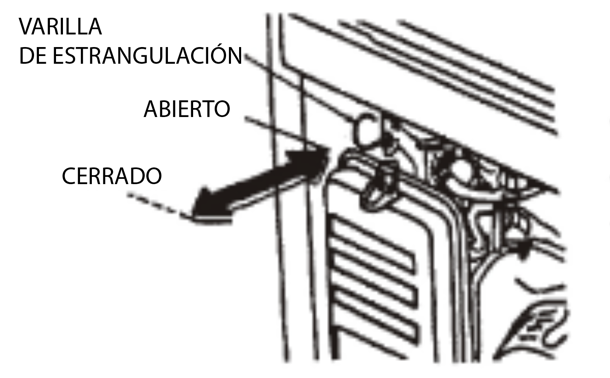 VARILLA
DE ESTRANGULACIÓN
ABIERTO
CERRADO